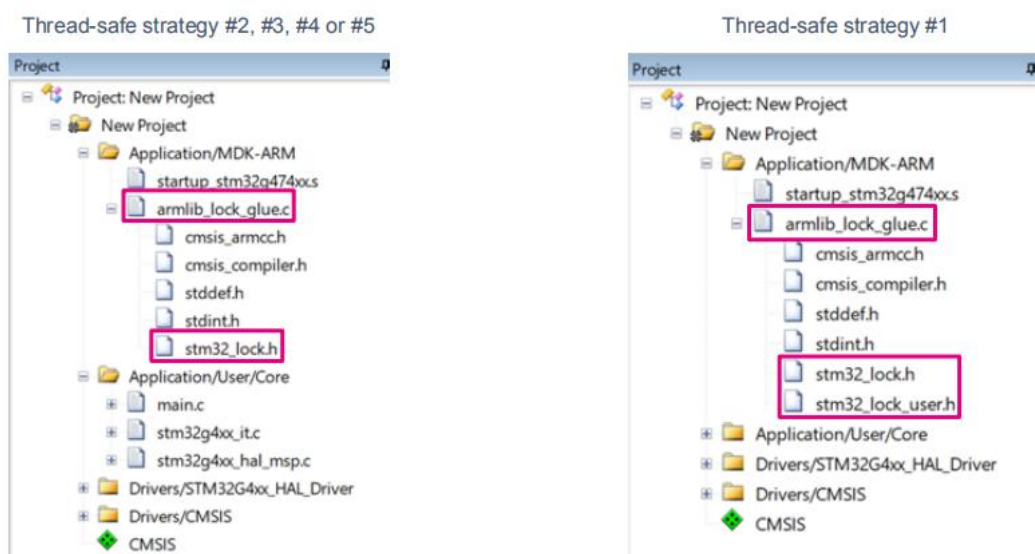 Thread-safe strategy #2, #3, #4 or #5
Project
Project: New Project
New Project
Application/MDK-ARM
startup_stm32g474xx.s
armlib_lock_glue.c
cmsis_armcc.h
cmsis_compiler.h
stddef.h
stdint.h
stm32_lock.h
Application/User/Core
main.c
stm32g4xx_it.c
stm32g4xx_hal_msp.c
Drivers/STM32G4xx_HAL_Driver
Drivers/CMSIS
CMSIS
Thread-safe strategy #1
Project
Project: New Project
New Project
Application/MDK-ARM
startup_stm32g474xx.s
armlib_lock_glue.c
cmsis_armcc.h
cmsis_compiler.h
stddef.h
stdint.h
stm32_lock.h
stm32_lock_user.h
Application/User/Core
Drivers/STM32G4xx_HAL_Driver
Drivers/CMSIS
CMSIS